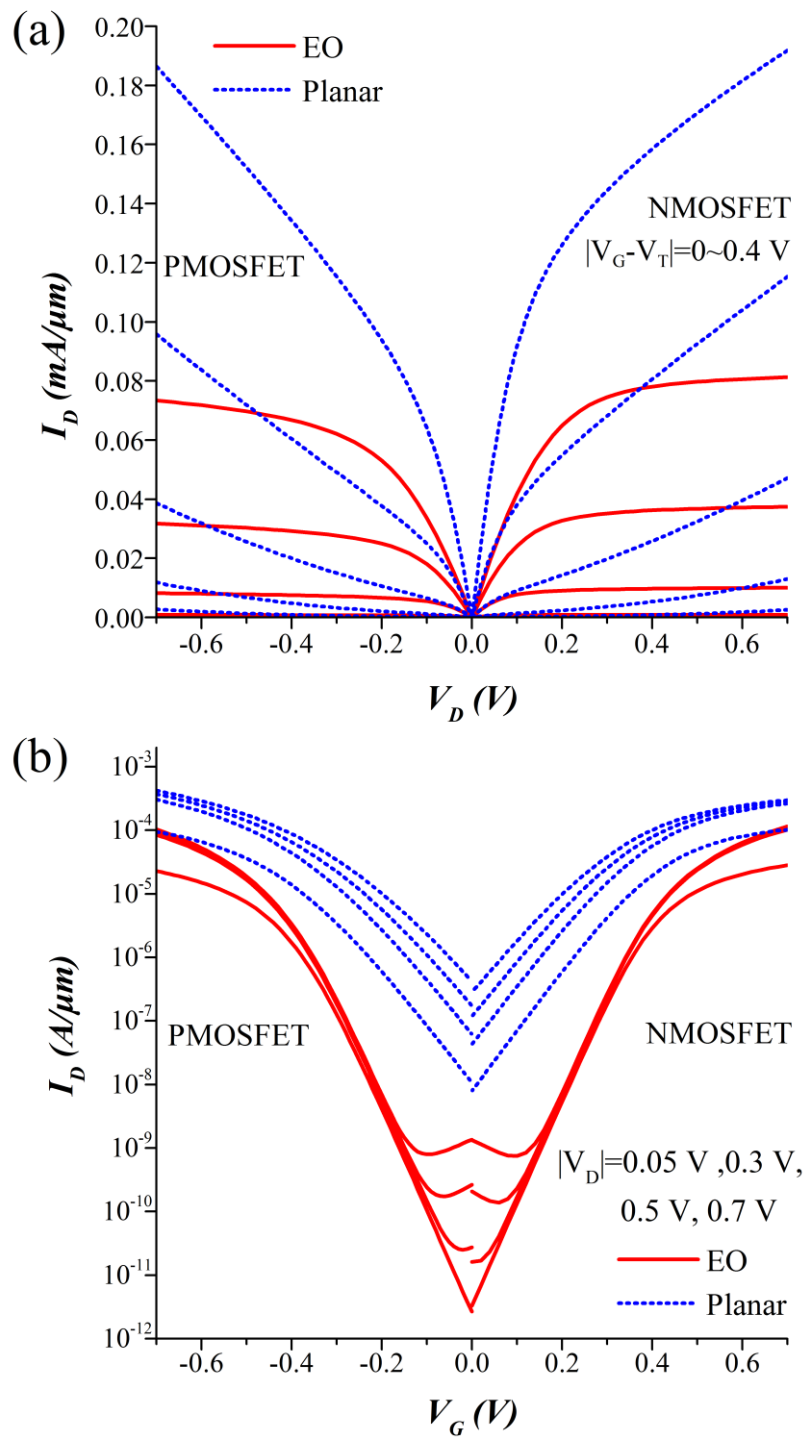 (a)
0.20
0.18
0.16
0.14
0.12
0.10
0.08
0.06
0.04
0.02
0.00
I_D (mA/μm)
EO
Planar
PMOSFET
NMOSFET
|V_G-V_T|=0~0.4 V
-0.6 -0.4 -0.2 0.0 0.2 0.4 0.6
V_D (V)
(b)
10^-3
10^-4
10^-5
10^-6
10^-7
10^-8
10^-9
10^-10
10^-11
10^-12
I_D (A/μm)
PMOSFET
NMOSFET
|V_D|=0.05 V ,0.3 V,
0.5 V, 0.7 V
EO
Planar
-0.6 -0.4 -0.2 0.0 0.2 0.4 0.6
V_G (V)